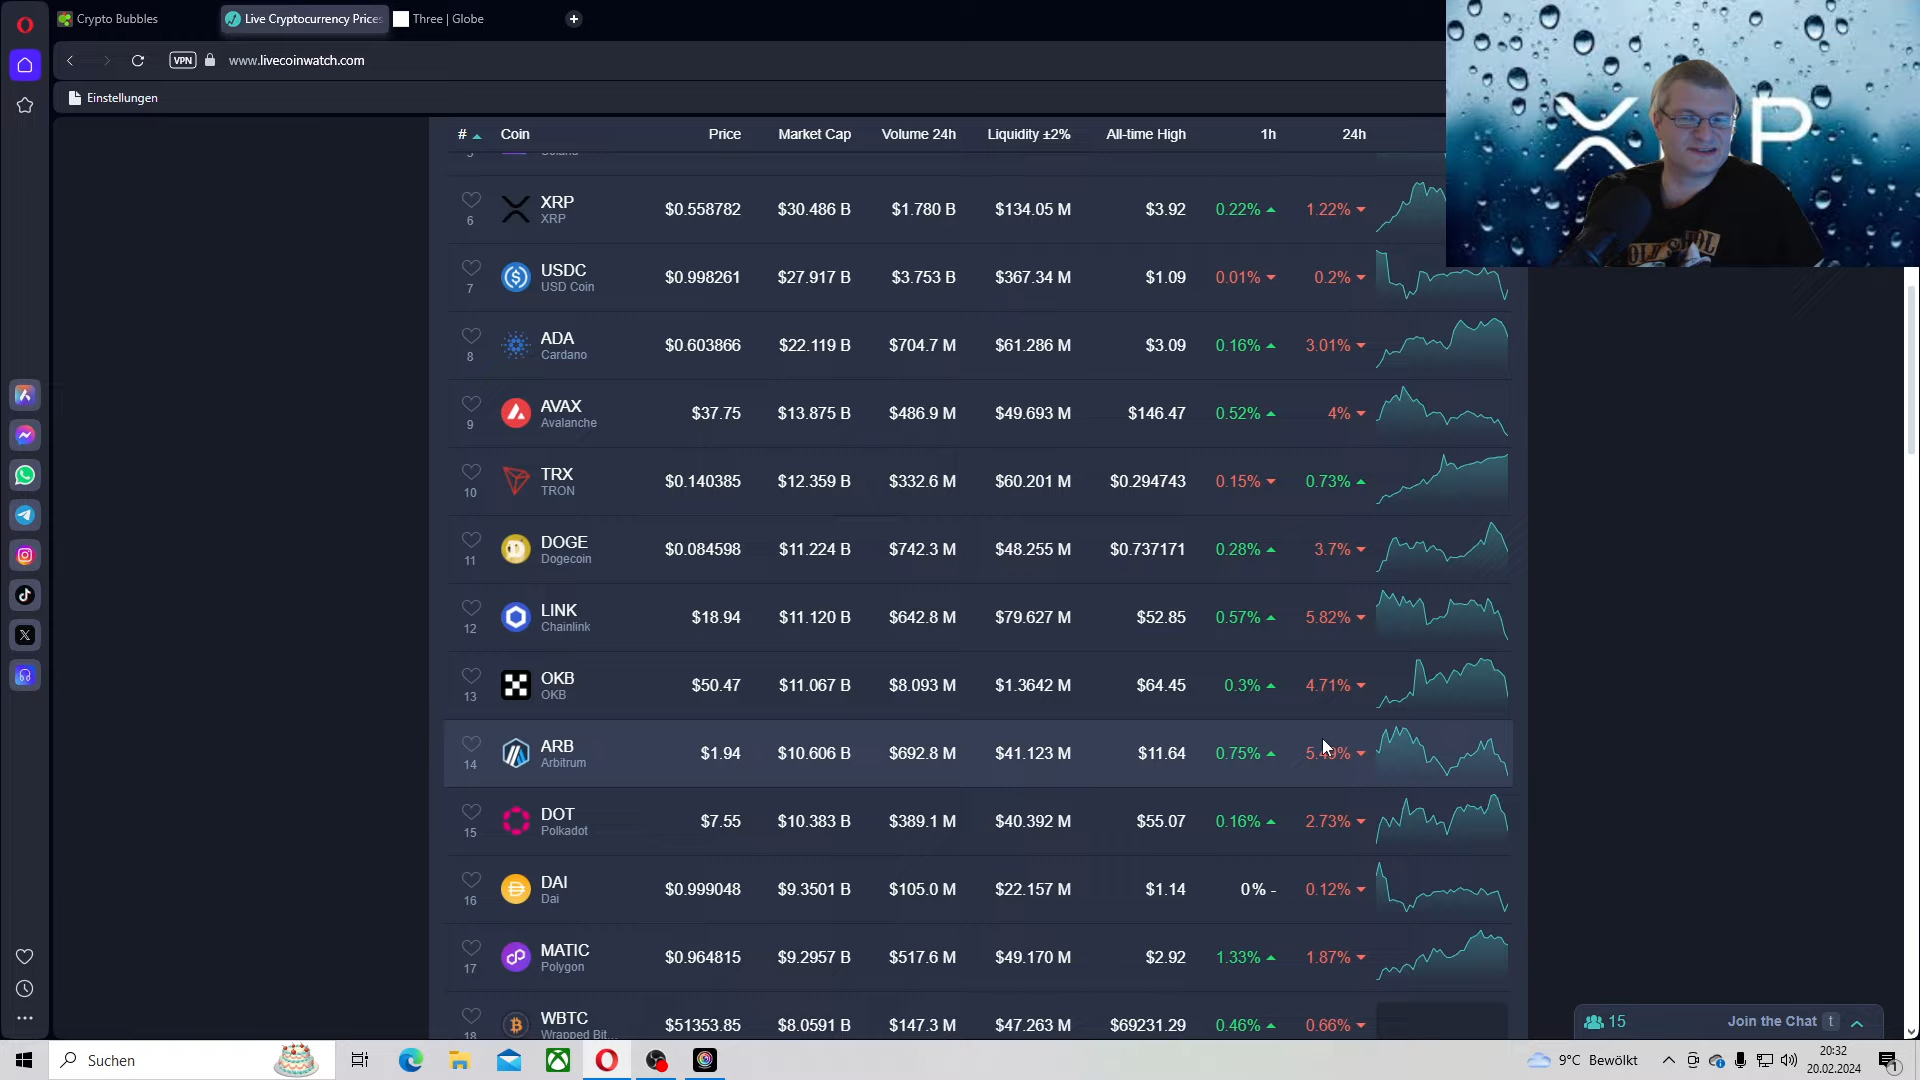 Crypto Bubbles
Live Cryptocurrency Prices
Three | Globe
VPN
www.livecoinwatch.com
Einstellungen
XRP
OLD SCHOOL
# Coin Price Market Cap Volume 24h Liquidity ±2% All-time High 1h 24h
5 Solana
6 XRP XRP $0.558782 $30.486 B $1.780 B $134.05 M $3.92 0.22% 1.22%
7 USDC USD Coin $0.998261 $27.917 B $3.753 B $367.34 M $1.09 0.01% 0.2%
8 ADA Cardano $0.603866 $22.119 B $704.7 M $61.286 M $3.09 0.16% 3.01%
9 AVAX Avalanche $37.75 $13.875 B $486.9 M $49.693 M $146.47 0.52% 4%
10 TRX TRON $0.140385 $12.359 B $332.6 M $60.201 M $0.294743 0.15% 0.73%
11 DOGE Dogecoin $0.084598 $11.224 B $742.3 M $48.255 M $0.737171 0.28% 3.7%
12 LINK Chainlink $18.94 $11.120 B $642.8 M $79.627 M $52.85 0.57% 5.82%
13 OKB OKB $50.47 $11.067 B $8.093 M $1.3642 M $64.45 0.3% 4.71%
14 ARB Arbitrum $1.94 $10.606 B $692.8 M $41.123 M $11.64 0.75%
15 DOT Polkadot $7.55 $10.383 B $389.1 M $40.392 M $55.07 0.16% 2.73%
16 DAI Dai $0.999048 $9.3501 B $105.0 M $22.157 M $1.14 0% - 0.12%
17 MATIC Polygon $0.964815 $9.2957 B $517.6 M $49.170 M $2.92 1.33% 1.87%
18 WBTC Wrapped Bit... $51353.85 $8.0591 B $147.3 M $47.263 M $69231.29 0.46% 0.66%
15 Join the Chat t
Suchen
9°C Bewölkt
20:32
20.02.2024
1